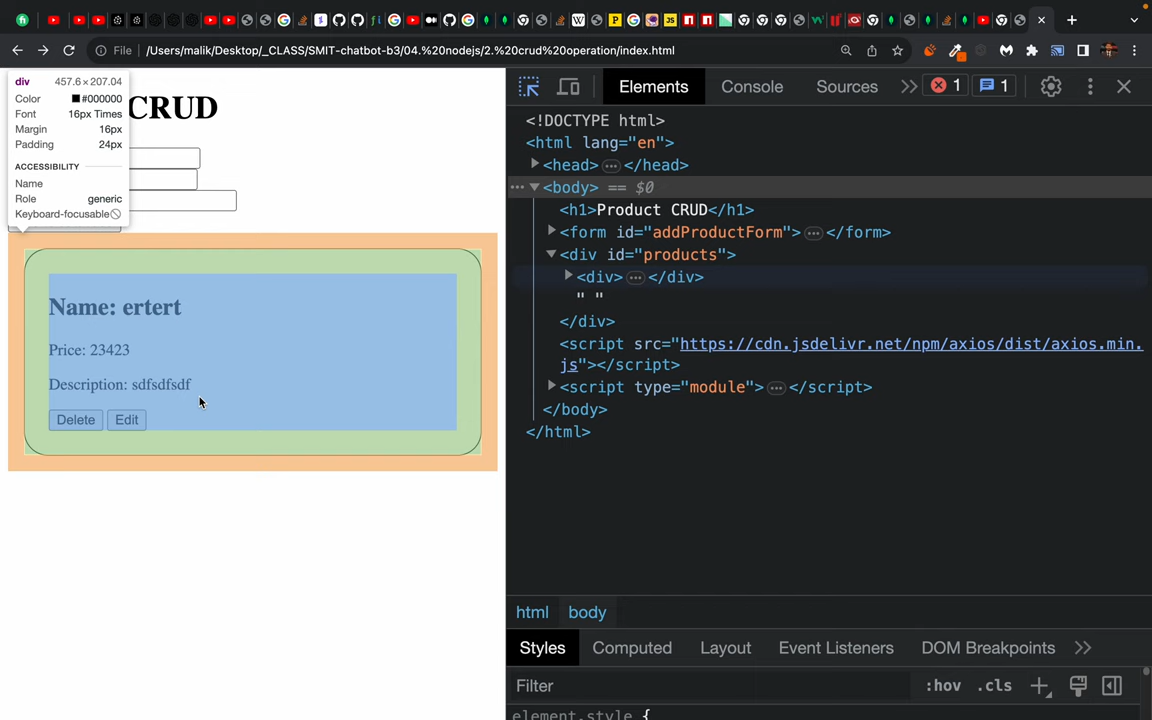 File
/Users/malik/Desktop/_CLASS/SMIT-chatbot-b3/04.%20nodejs/2.%20crud%20operation/index.html
div 457.6 × 207.04
Color #000000
Font 16px Times
Margin 16px
Padding 24px
ACCESSIBILITY
Name
Role generic
Keyboard-focusable
CRUD
Name: ertert
Price: 23423
Description: sdfsdfsdf
Delete Edit
Elements Console Sources 1 1
<!DOCTYPE html>
<html lang="en">
<head> </head>
<body> == $0
<h1>Product CRUD</h1>
<form id="addProductForm"> </form>
<div id="products">
<div> </div>
" "
</div>
<script src="https://cdn.jsdelivr.net/npm/axios/dist/axios.min.
js"></script>
<script type="module"> </script>
</body>
</html>
html body
Styles Computed Layout Event Listeners DOM Breakpoints
Filter :hov .cls
element.style {